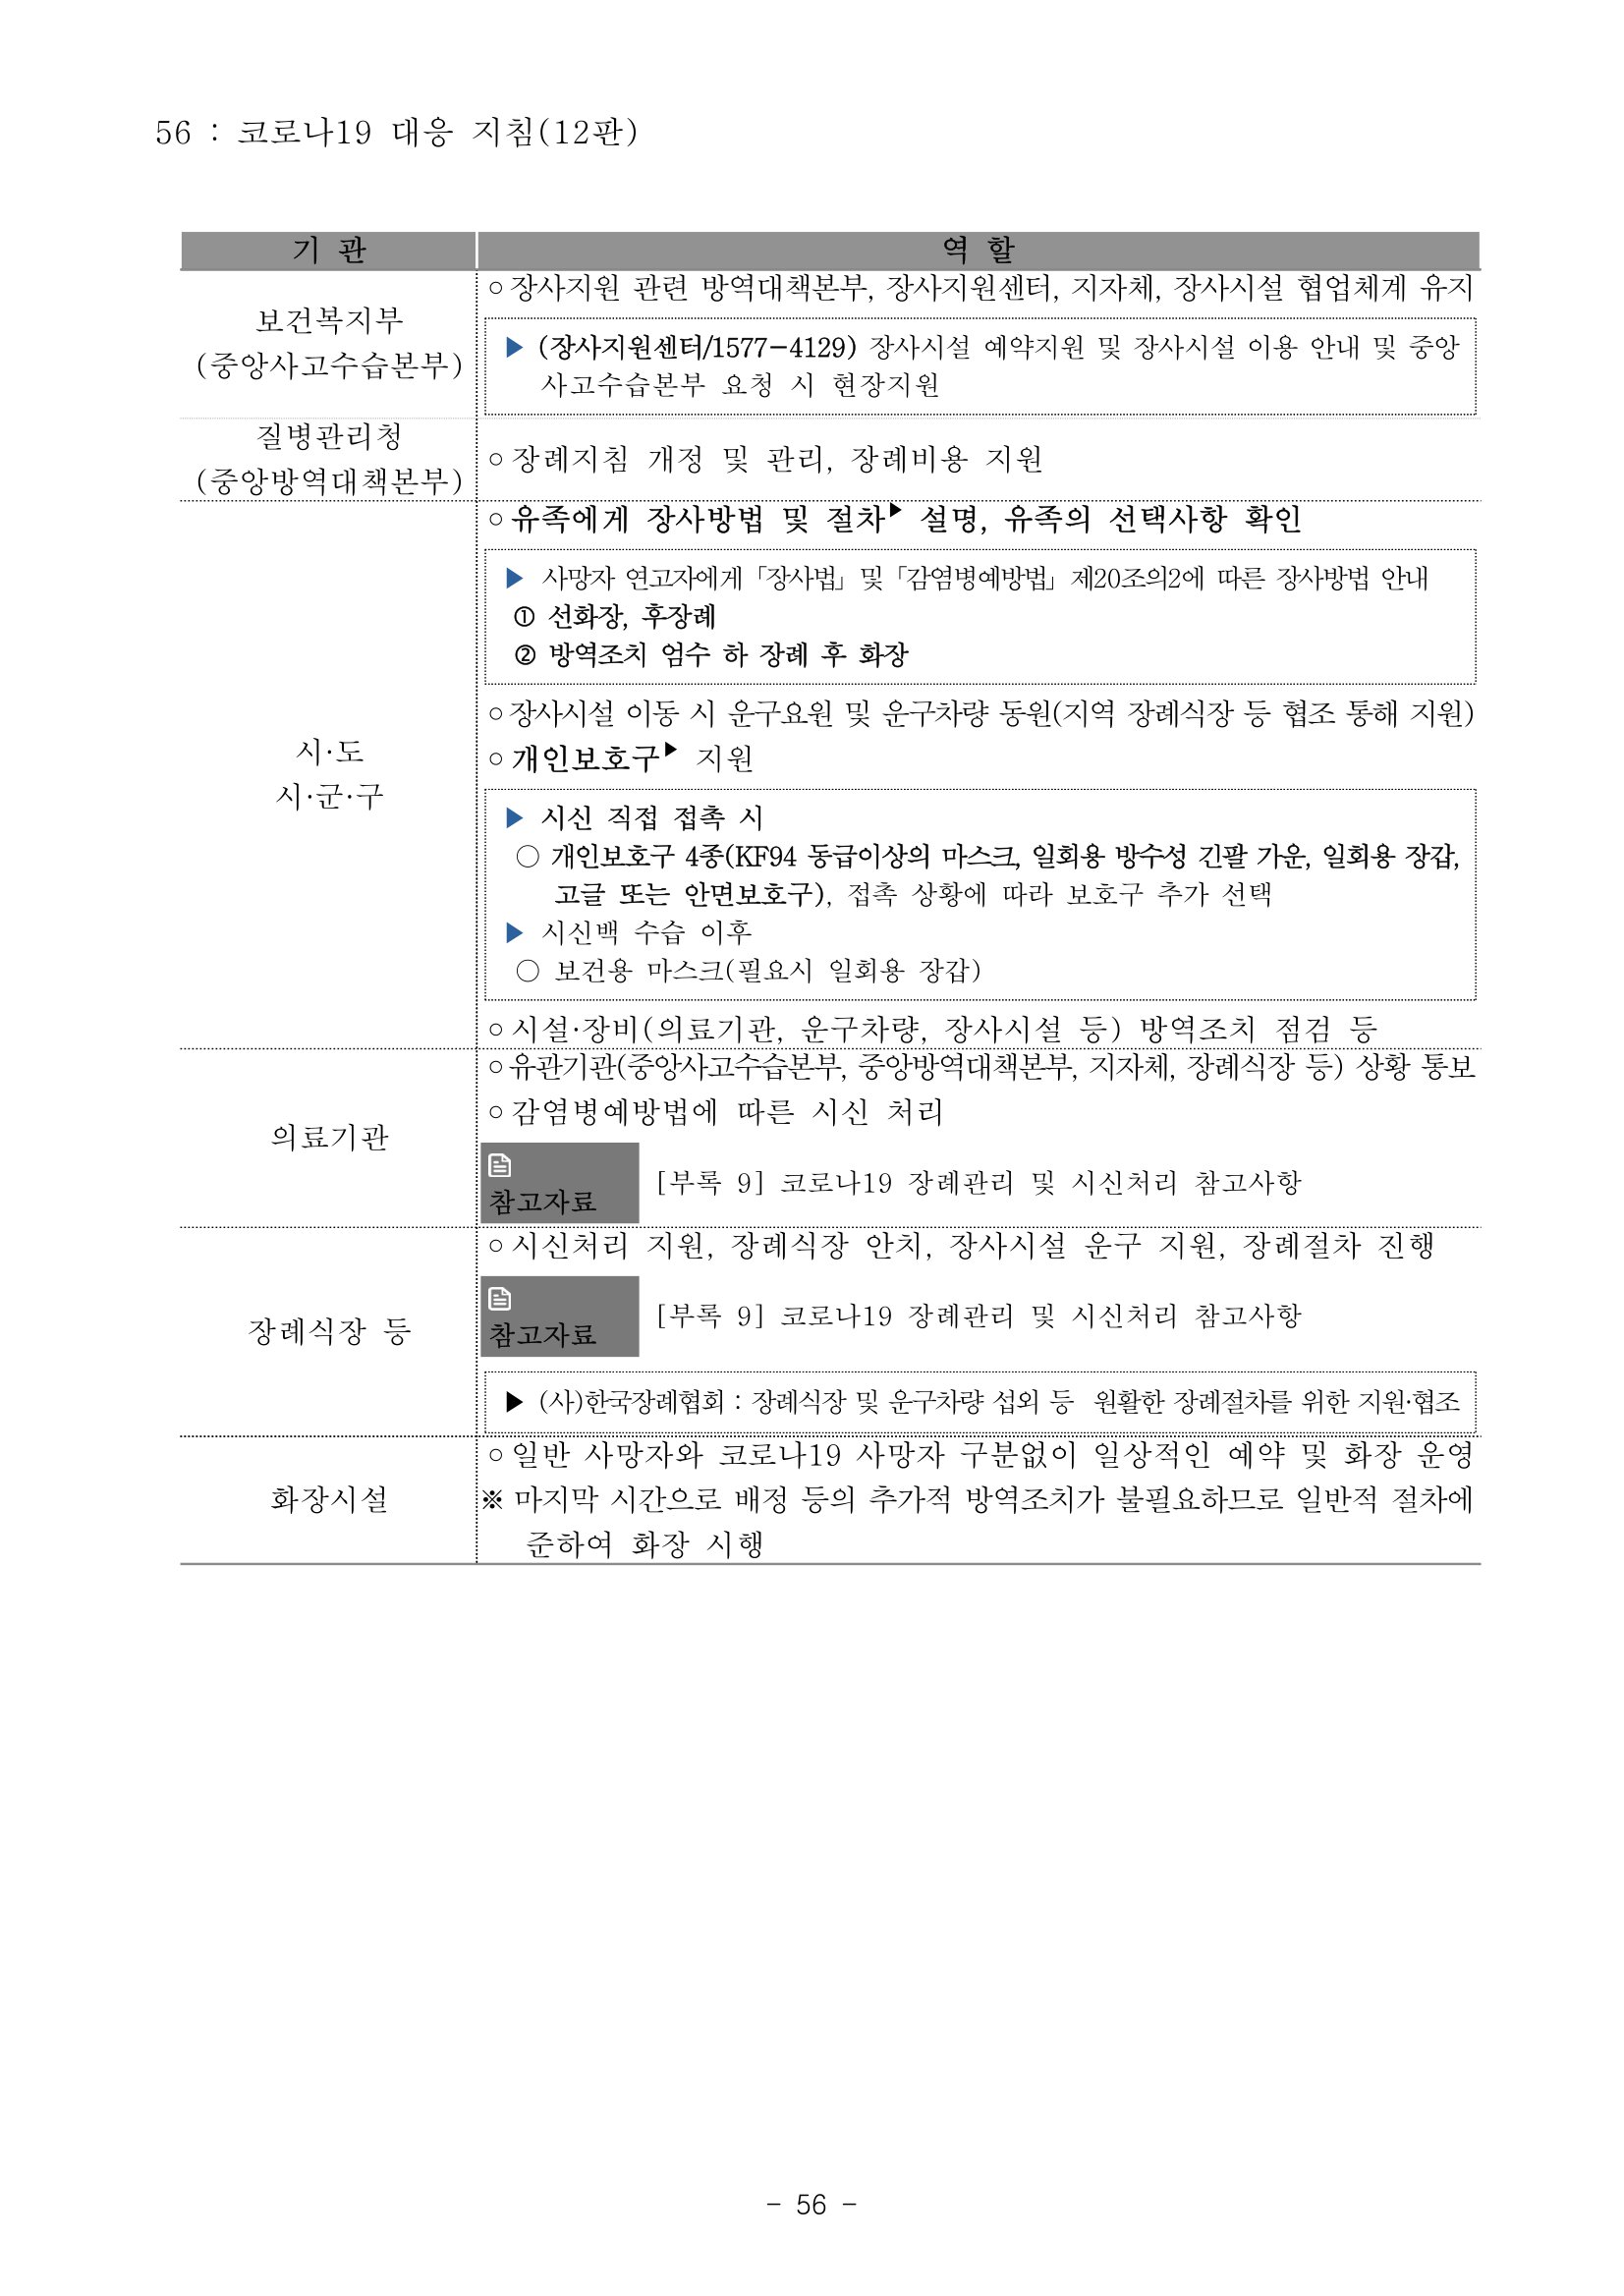 56 : 코로나19 대응 지침(12판)
기 관
역 할
보건복지부
(중앙사고수습본부)
○ 장사지원 관련 방역대책본부, 장사지원센터, 지자체, 장사시설 협업체계 유지
▶ (장사지원센터/1577-4129) 장사시설 예약지원 및 장사시설 이용 안내 및 중앙
사고수습본부 요청 시 현장지원
질병관리청
(중앙방역대책본부)
○ 장례지침 개정 및 관리, 장례비용 지원
시·도
시·군·구
○ 유족에게 장사방법 및 절차▶ 설명, 유족의 선택사항 확인
▶ 사망자 연고자에게 「장사법」 및 「감염병예방법」 제20조의2에 따른 장사방법 안내
① 선화장, 후장례
② 방역조치 엄수 하 장례 후 화장
○ 장사시설 이동 시 운구요원 및 운구차량 동원(지역 장례식장 등 협조 통해 지원)
○ 개인보호구▶ 지원
▶ 시신 직접 접촉 시
○ 개인보호구 4종(KF94 동급이상의 마스크, 일회용 방수성 긴팔 가운, 일회용 장갑,
고글 또는 안면보호구), 접촉 상황에 따라 보호구 추가 선택
▶ 시신백 수습 이후
○ 보건용 마스크(필요시 일회용 장갑)
○ 시설·장비(의료기관, 운구차량, 장사시설 등) 방역조치 점검 등
의료기관
○ 유관기관(중앙사고수습본부, 중앙방역대책본부, 지자체, 장례식장 등) 상황 통보
○ 감염병예방법에 따른 시신 처리
참고자료
[부록 9] 코로나19 장례관리 및 시신처리 참고사항
장례식장 등
○ 시신처리 지원, 장례식장 안치, 장사시설 운구 지원, 장례절차 진행
참고자료
[부록 9] 코로나19 장례관리 및 시신처리 참고사항
▶ (사)한국장례협회 : 장례식장 및 운구차량 섭외 등 원활한 장례절차를 위한 지원·협조
화장시설
○ 일반 사망자와 코로나19 사망자 구분없이 일상적인 예약 및 화장 운영
※ 마지막 시간으로 배정 등의 추가적 방역조치가 불필요하므로 일반적 절차에
준하여 화장 시행
- 56 -